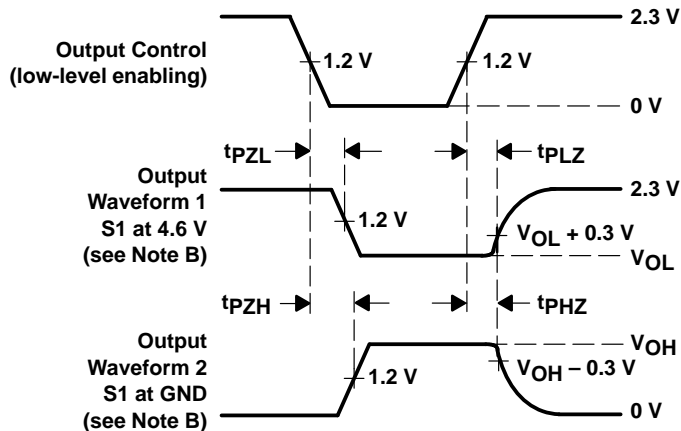 2.3 V
Output Control
(low-level enabling)
1.2 V
1.2 V
0 V
tPZL
tPLZ
Output
Waveform 1
S1 at 4.6 V
(see Note B)
2.3 V
1.2 V
VOL + 0.3 V
VOL
tPZH
tPHZ
Output
Waveform 2
S1 at GND
(see Note B)
VOH
1.2 V
VOH − 0.3 V
0 V